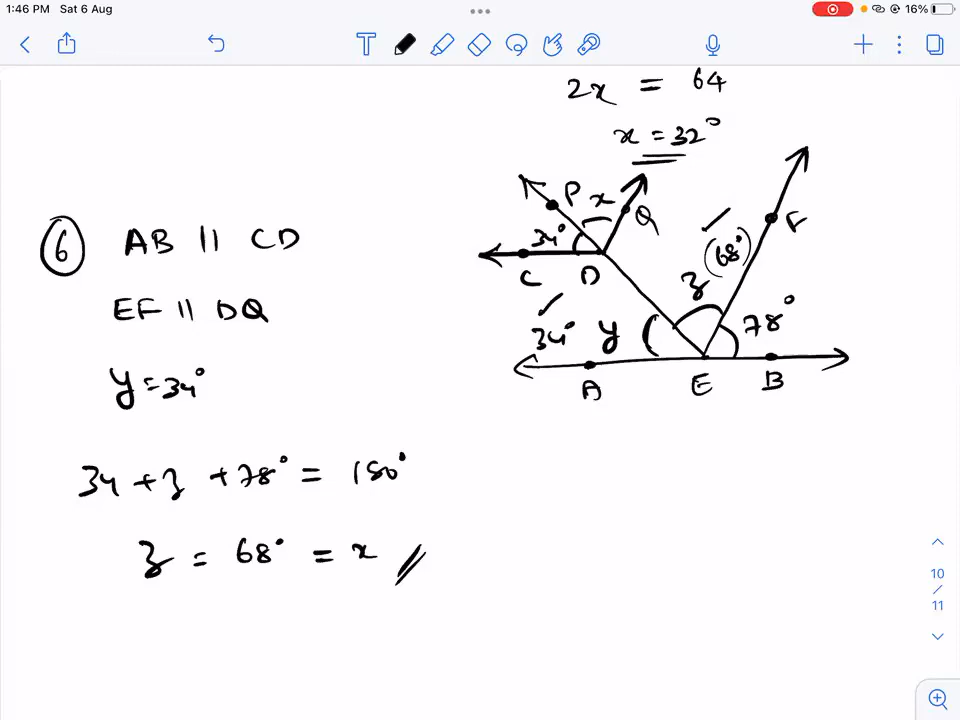 1:46 PM Sat 6 Aug
16%
T
2x = 64
x = 32°
6 AB || CD
EF || DQ
y = 34°
34 + z + 78° = 180°
z = 68° = x
P
x
Q
34°
C
D
F
(68°)
z
78°
34°
y
A
E
B
10
/
11